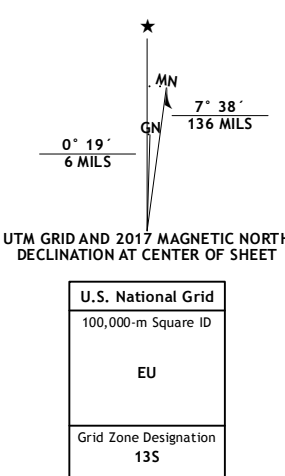 ★
MN
7° 38´
136 MILS
GN
0° 19´
6 MILS
UTM GRID AND 2017 MAGNETIC NORTH
DECLINATION AT CENTER OF SHEET
U.S. National Grid
100,000-m Square ID
EU
Grid Zone Designation
13S